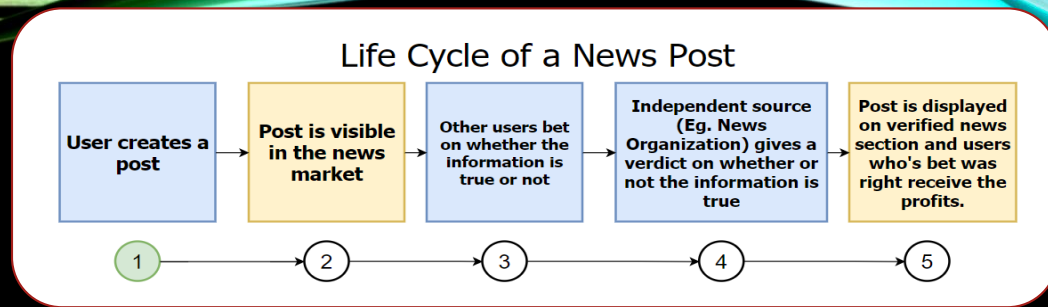 Life Cycle of a News Post
User creates a
post
Post is visible
in the news
market
Other users bet
on whether the
information is
true or not
Independent source
(Eg. News
Organization) gives a
verdict on whether or
not the information is
true
Post is displayed
on verified news
section and users
who's bet was
right receive the
profits.
1
2
3
4
5